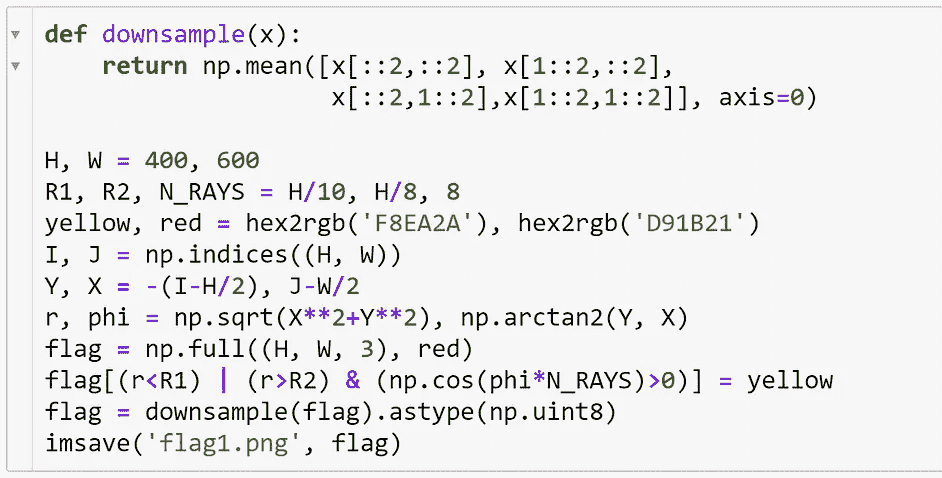 def downsample(x):
    return np.mean([x[::2,::2], x[1::2,::2],
                    x[::2,1::2],x[1::2,1::2]], axis=0)

H, W = 400, 600
R1, R2, N_RAYS = H/10, H/8, 8
yellow, red = hex2rgb('F8EA2A'), hex2rgb('D91B21')
I, J = np.indices((H, W))
Y, X = -(I-H/2), J-W/2
r, phi = np.sqrt(X**2+Y**2), np.arctan2(Y, X)
flag = np.full((H, W, 3), red)
flag[(r<R1) | (r>R2) & (np.cos(phi*N_RAYS)>0)] = yellow
flag = downsample(flag).astype(np.uint8)
imsave('flag1.png', flag)